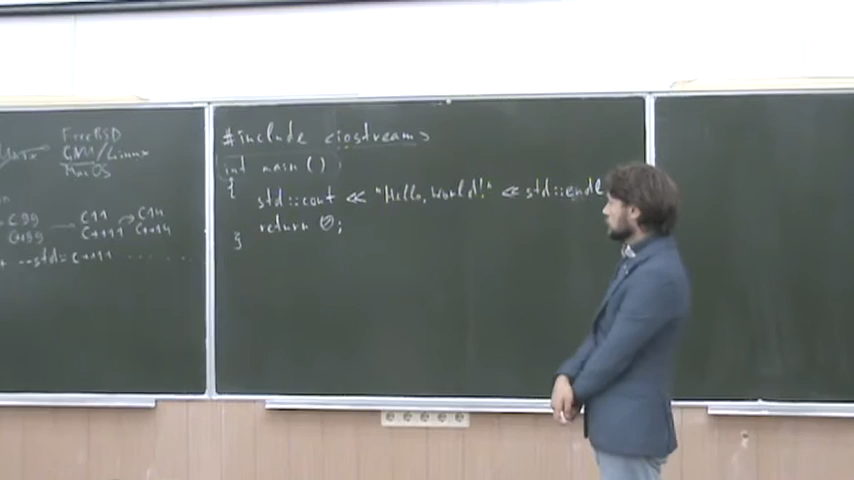 FreeBSD
GNU/Linux
MacOS
C99 → C11 → C14
C++11 C++14
--std=c++11 .....
#include <iostream>
int main ()
{
std::cout << "Hello, World!" << std::endl
return 0;
}